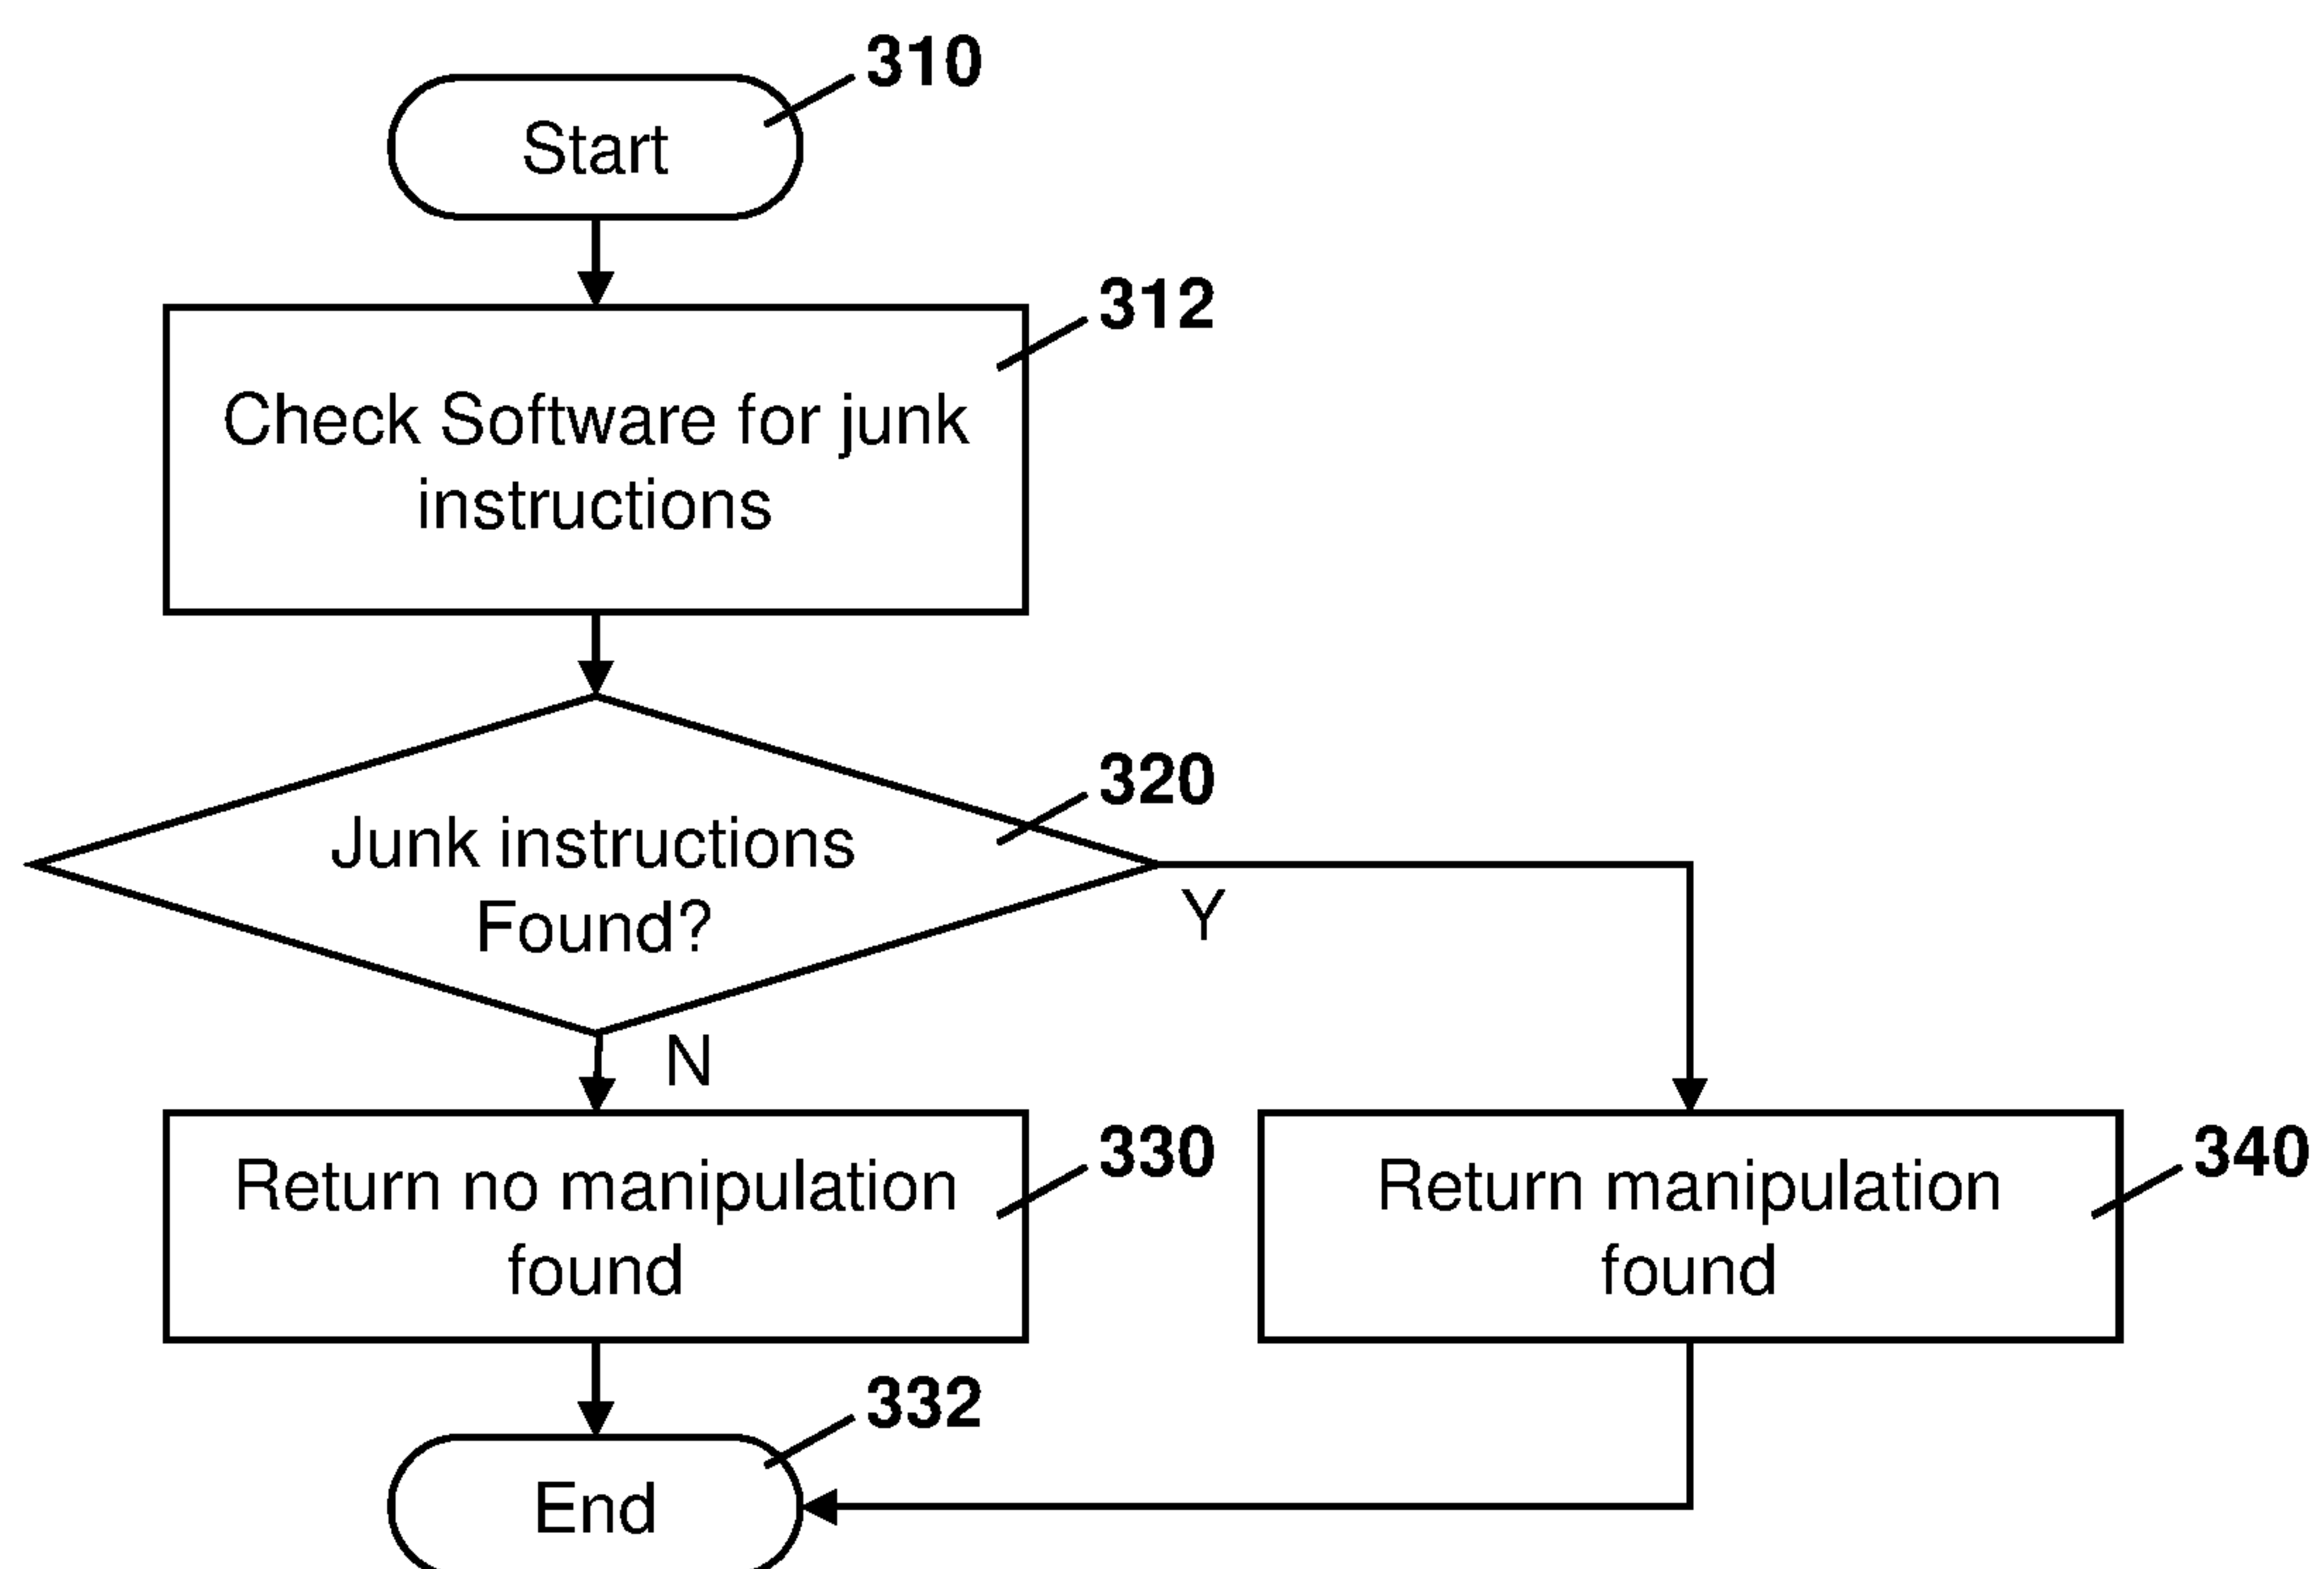 310
Start
312
Check Software for junk
instructions
320
Junk instructions
Found?
Y
N
330
Return no manipulation
found
340
Return manipulation
found
332
End